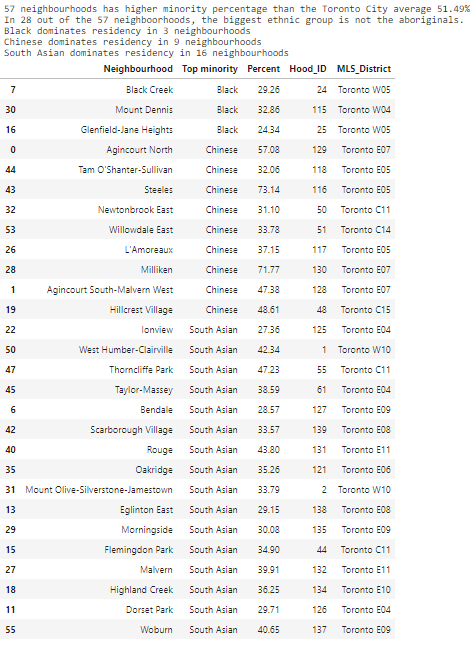 57 neighbourhoods has higher minority percentage than the Toronto City average 51.49%
In 28 out of the 57 neighboorhoods, the biggest ethnic group is not the aboriginals.
Black dominates residency in 3 neighbourhoods
Chinese dominates residency in 9 neighbourhoods
South Asian dominates residency in 16 neighbourhoods
Neighbourhood Top minority Percent Hood_ID MLS_District
7 Black Creek Black 29.26 24 Toronto W05
30 Mount Dennis Black 32.86 115 Toronto W04
16 Glenfield-Jane Heights Black 24.34 25 Toronto W05
0 Agincourt North Chinese 57.08 129 Toronto E07
44 Tam O'Shanter-Sullivan Chinese 32.06 118 Toronto E05
43 Steeles Chinese 73.14 116 Toronto E05
32 Newtonbrook East Chinese 31.10 50 Toronto C11
53 Willowdale East Chinese 33.78 51 Toronto C14
26 L'Amoreaux Chinese 37.15 117 Toronto E05
28 Milliken Chinese 71.77 130 Toronto E07
1 Agincourt South-Malvern West Chinese 47.38 128 Toronto E07
19 Hillcrest Village Chinese 48.61 48 Toronto C15
22 Ionview South Asian 27.36 125 Toronto E04
50 West Humber-Clairville South Asian 42.34 1 Toronto W10
47 Thorncliffe Park South Asian 47.23 55 Toronto C11
45 Taylor-Massey South Asian 38.59 61 Toronto E04
6 Bendale South Asian 28.57 127 Toronto E09
42 Scarborough Village South Asian 33.57 139 Toronto E08
40 Rouge South Asian 43.80 131 Toronto E11
35 Oakridge South Asian 35.26 121 Toronto E06
31 Mount Olive-Silverstone-Jamestown South Asian 33.79 2 Toronto W10
13 Eglinton East South Asian 29.15 138 Toronto E08
29 Morningside South Asian 30.08 135 Toronto E09
15 Flemingdon Park South Asian 34.90 44 Toronto C11
27 Malvern South Asian 39.91 132 Toronto E11
18 Highland Creek South Asian 36.25 134 Toronto E10
11 Dorset Park South Asian 29.71 126 Toronto E04
55 Woburn South Asian 40.65 137 Toronto E09